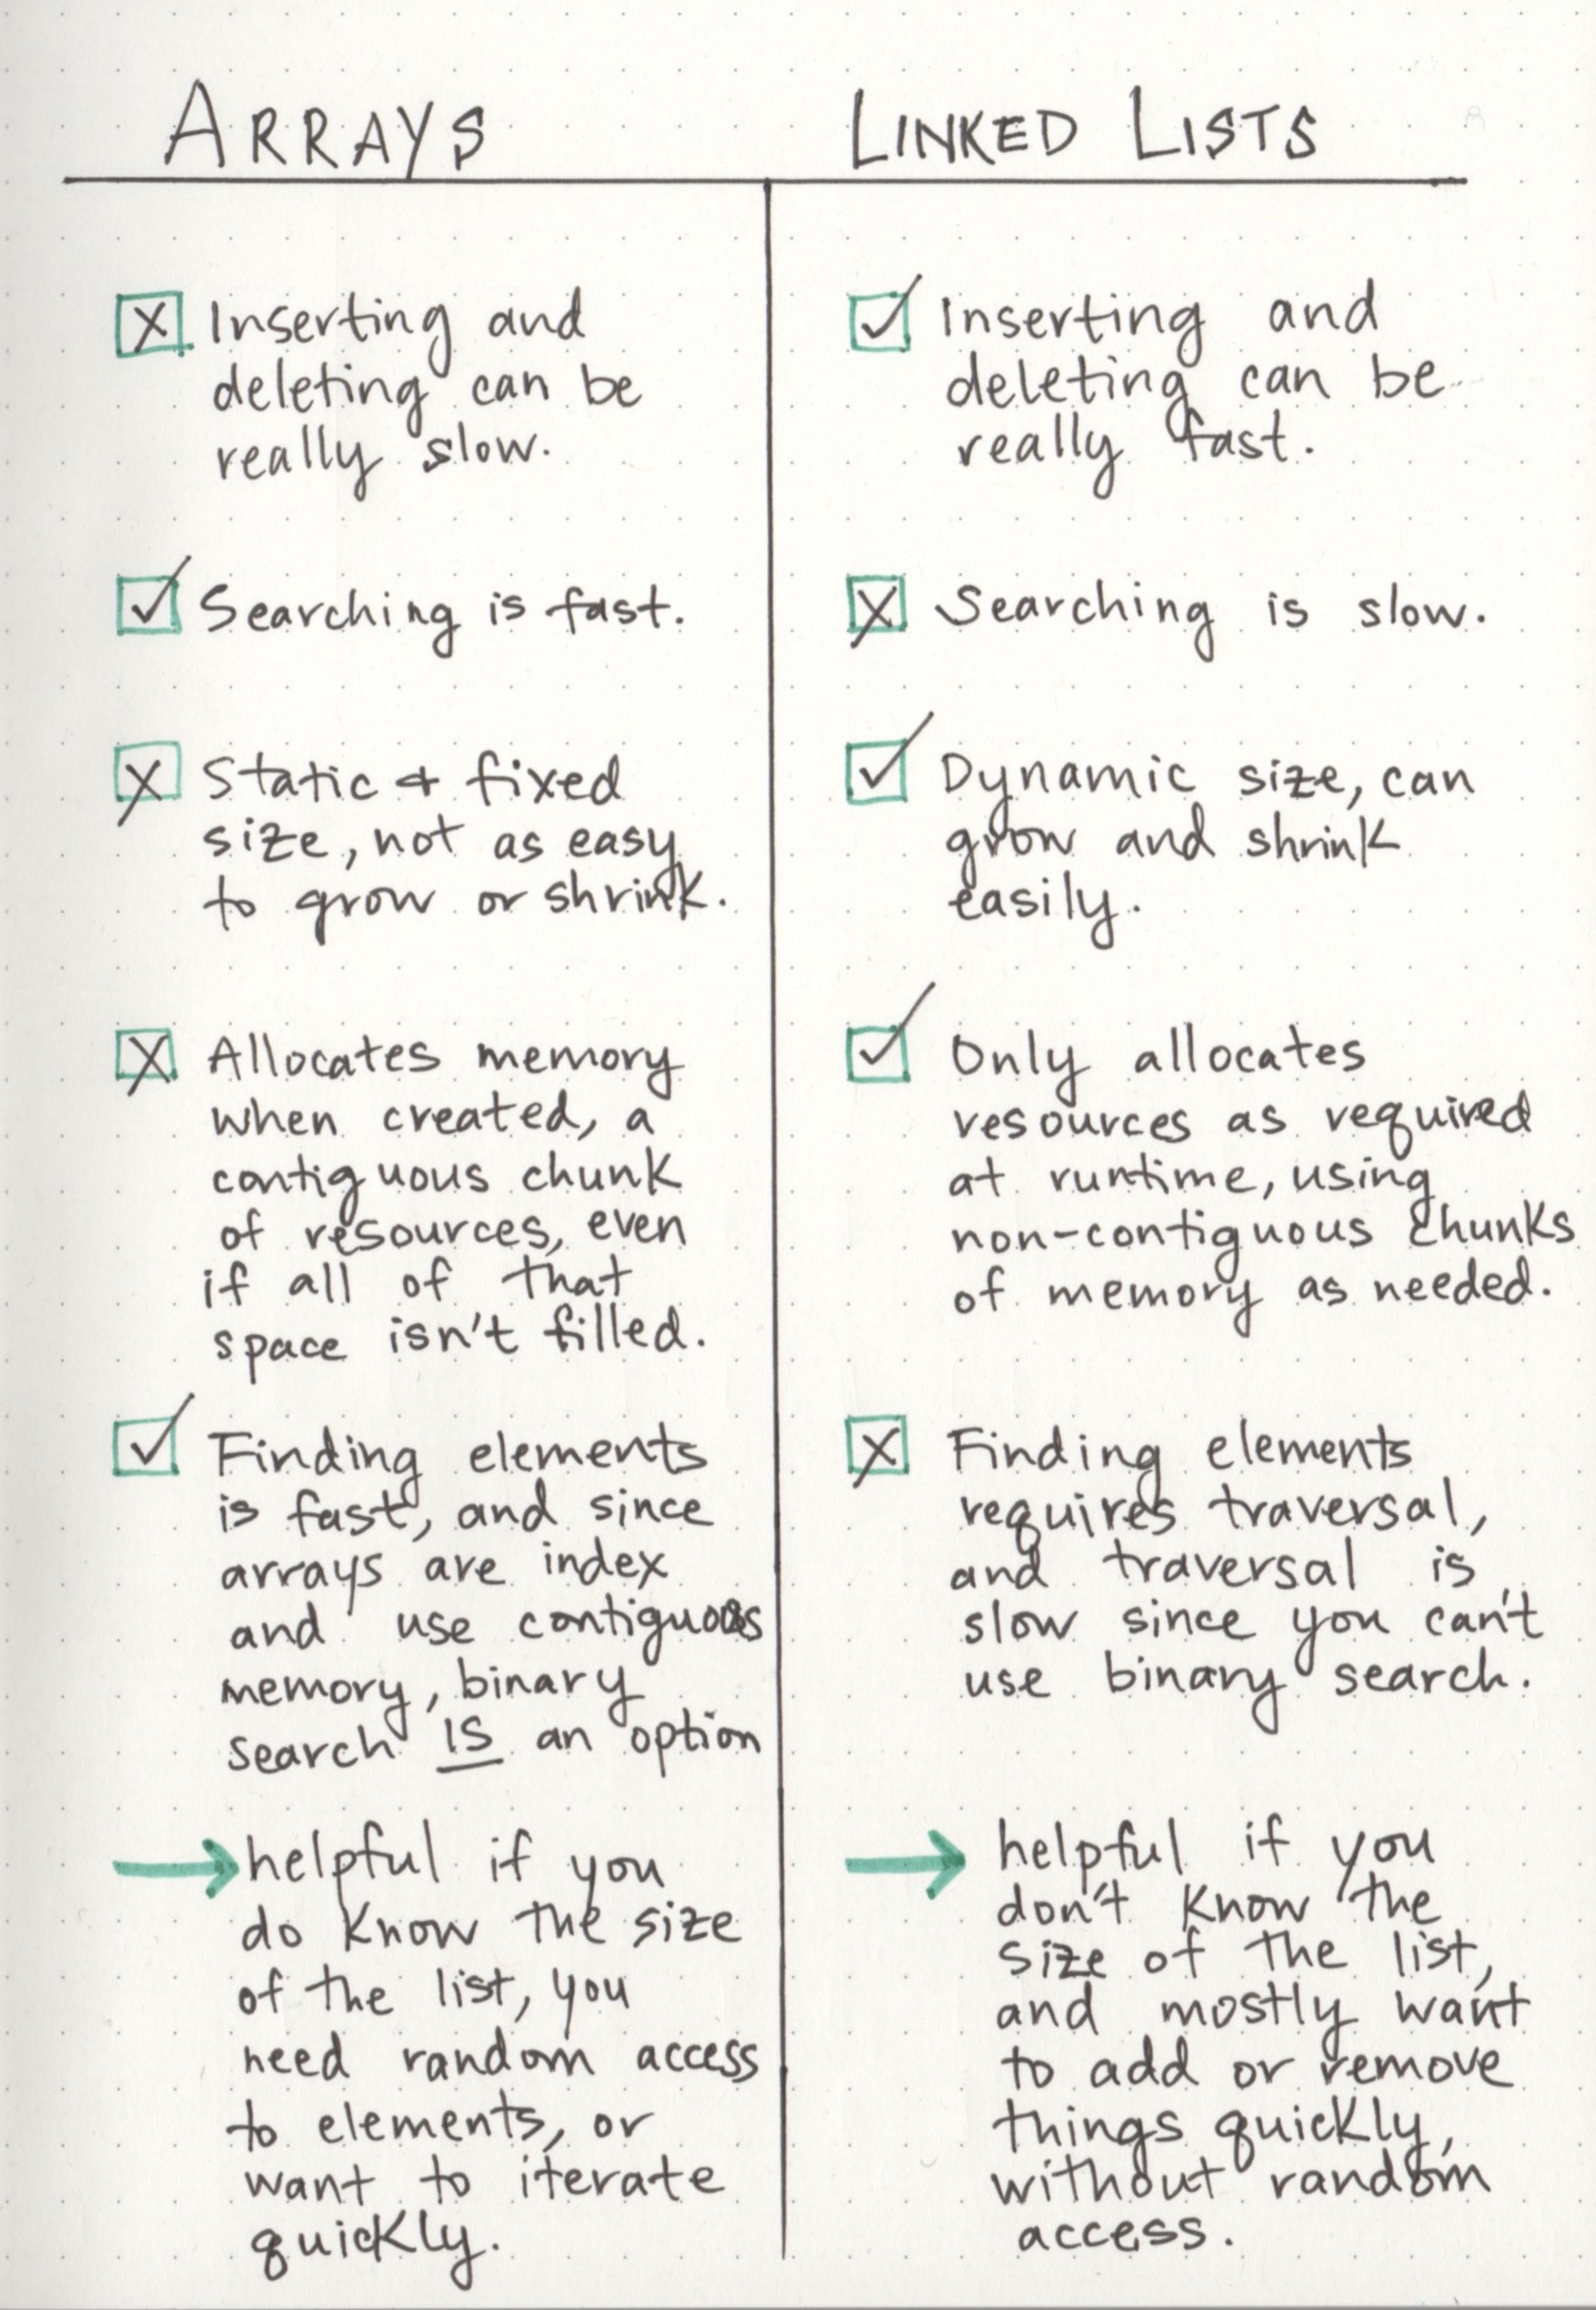 ARRAYS
Inserting and
deleting can be
really slow.
Searching is fast.
Static + fixed
size, not as easy
to grow or shrink.
Allocates memory
when created, a
contiguous chunk
of resources, even
if all of that
space isn't filled.
Finding elements
is fast, and since
arrays are index
and use contiguous
memory, binary
search IS an option
helpful if you
do know the size
of the list, you
need random access
to elements, or
want to iterate
quickly.
LINKED LISTS
Inserting and
deleting can be
really fast.
Searching is slow.
Dynamic size, can
grow and shrink
easily.
Only allocates
resources as required
at runtime, using
non-contiguous chunks
of memory as needed.
Finding elements
requires traversal,
and traversal is
slow since you can't
use binary search.
helpful if you
don't know the
size of the list,
and mostly want
to add or remove
things quickly,
without random
access.